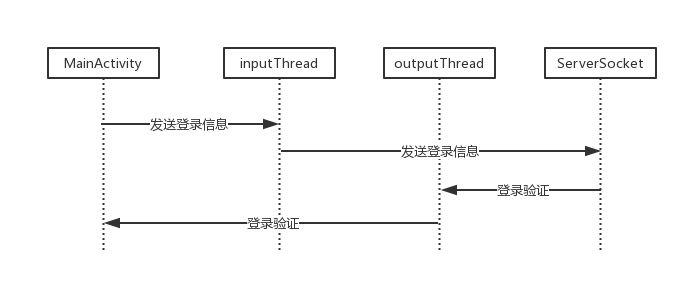 MainActivity
inputThread
outputThread
ServerSocket
发送登录信息
发送登录信息
登录验证
登录验证